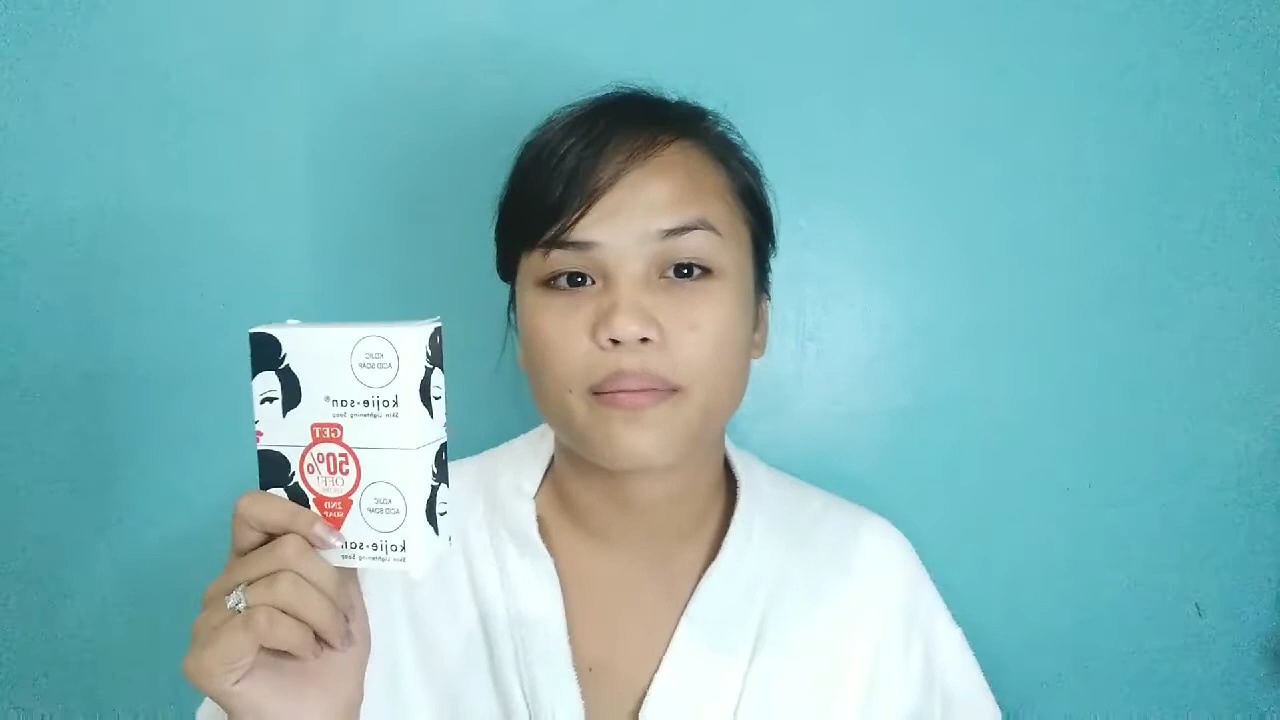 KOJIC
ACID SOAP
kojie·san®
Skin Lightening Soap
GET
50%
OFF!
2ND
SOAP
KOJIC
ACID SOAP
kojie·san
Skin Lightening Soap